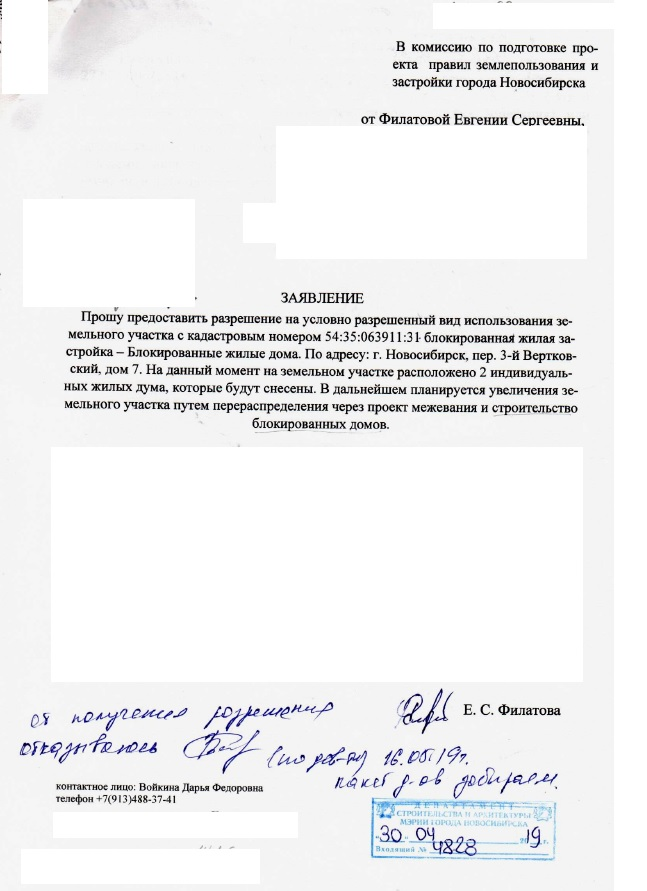 В комиссию по подготовке про-
екта правил землепользования и
застройки города Новосибирска
от Филатовой Евгении Сергеевны.
ЗАЯВЛЕНИЕ
Прошу предоставить разрешение на условно разрешенный вид использования зе-
мельного участка с кадастровым номером 54:35:063911:31 блокированная жилая за-
стройка – Блокированные жилые дома. По адресу: г. Новосибирск, пер. 3-й Вертков-
ский, дом 7. На данный момент на земельном участке расположено 2 индивидуаль-
ных жилых дума, которые будут снесены. В дальнейшем планируется увеличения зе-
мельного участка путем перераспределения через проект межевания и строительство
блокированных домов.
от получения разрешения
Е. С. Филатова
отказываюсь (по дов-ти) 16.05.19г.
пакет д-ов забираем.
контактное лицо: Войкина Дарья Федоровна
телефон +7(913)488-37-41
ДЕПАРТАМЕНТ
СТРОИТЕЛЬСТВА И АРХИТЕКТУРЫ
МЭРИИ ГОРОДА НОВОСИБИРСКА
"30" 04 2019 г.
Входящий № 4828